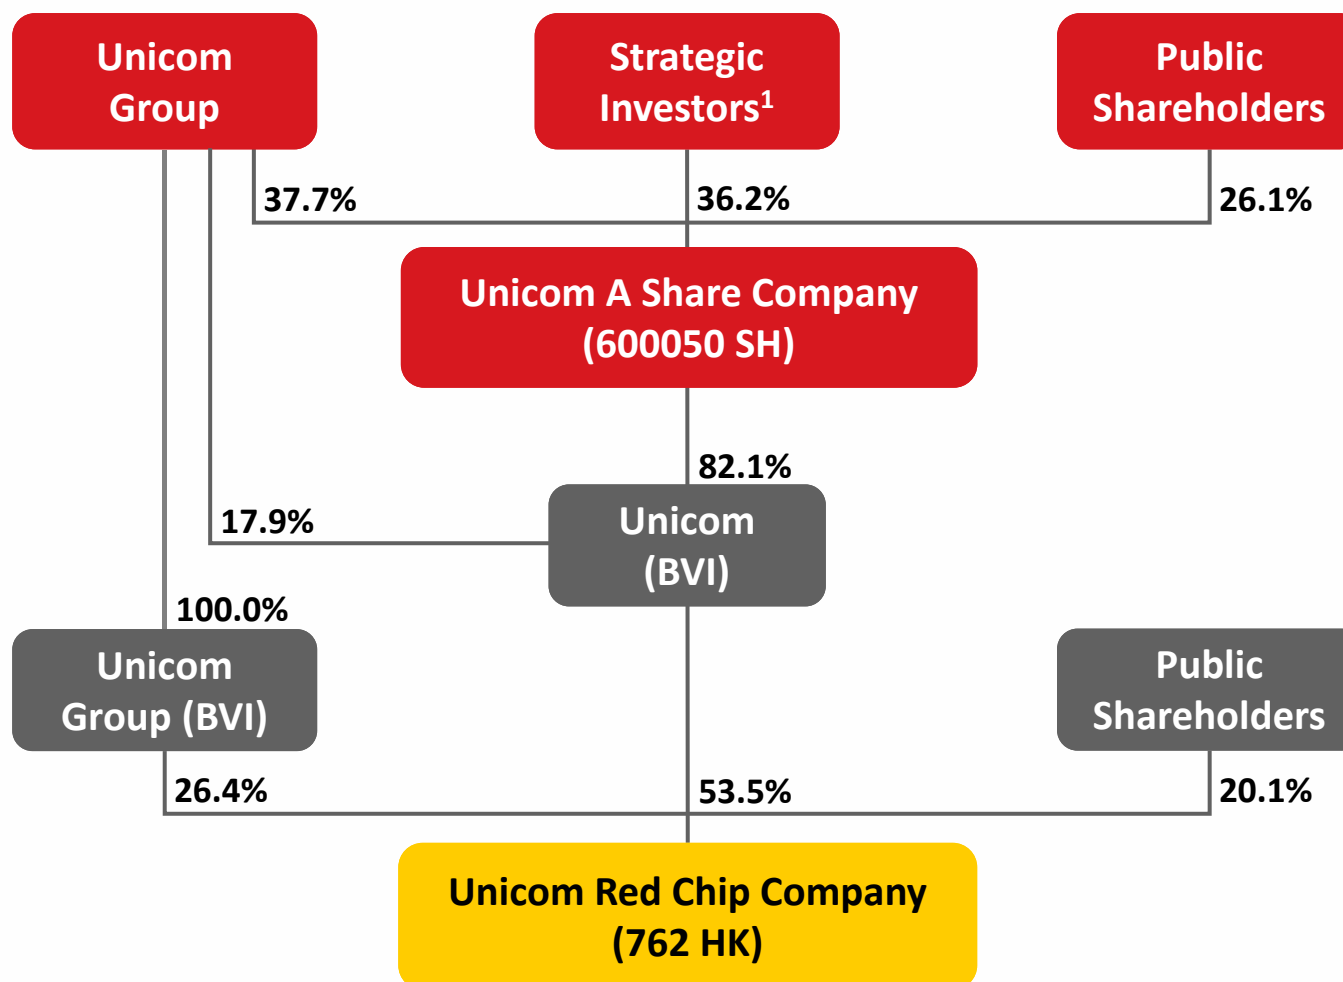 Unicom
Group
Strategic
Investors¹
Public
Shareholders
37.7%
36.2%
26.1%
Unicom A Share Company
(600050 SH)
82.1%
17.9%
Unicom
(BVI)
100.0%
Unicom
Group (BVI)
Public
Shareholders
26.4%
53.5%
20.1%
Unicom Red Chip Company
(762 HK)